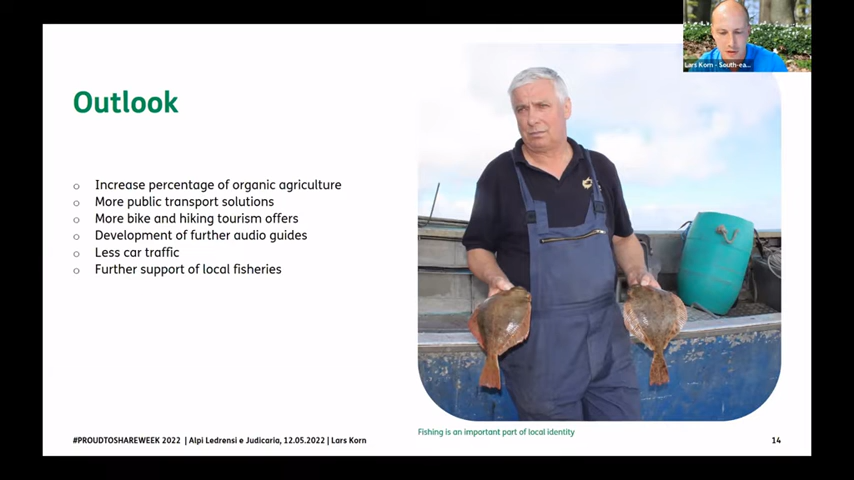 Lars Korn - South-ea...
Outlook
Increase percentage of organic agriculture
More public transport solutions
More bike and hiking tourism offers
Development of further audio guides
Less car traffic
Further support of local fisheries
Fishing is an important part of local identity
#PROUDTOSHAREWEEK 2022 | Alpi Ledrensi e Judicaria, 12.05.2022 | Lars Korn
14